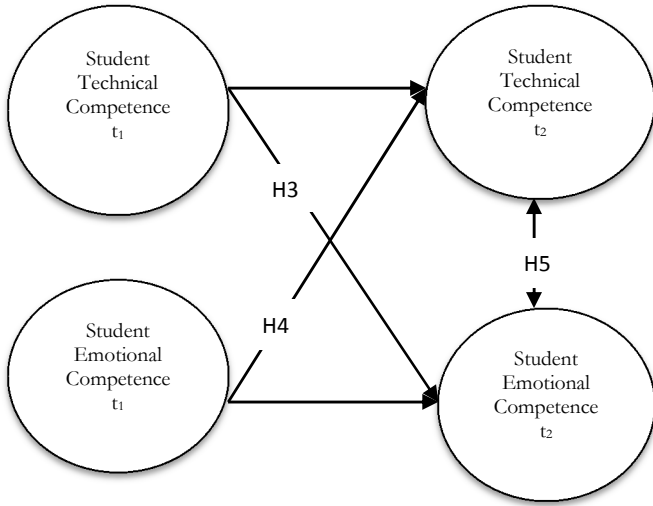 Student
Technical
Competence
t₁
Student
Technical
Competence
t₂
H3
H5
H4
Student
Emotional
Competence
t₁
Student
Emotional
Competence
t₂